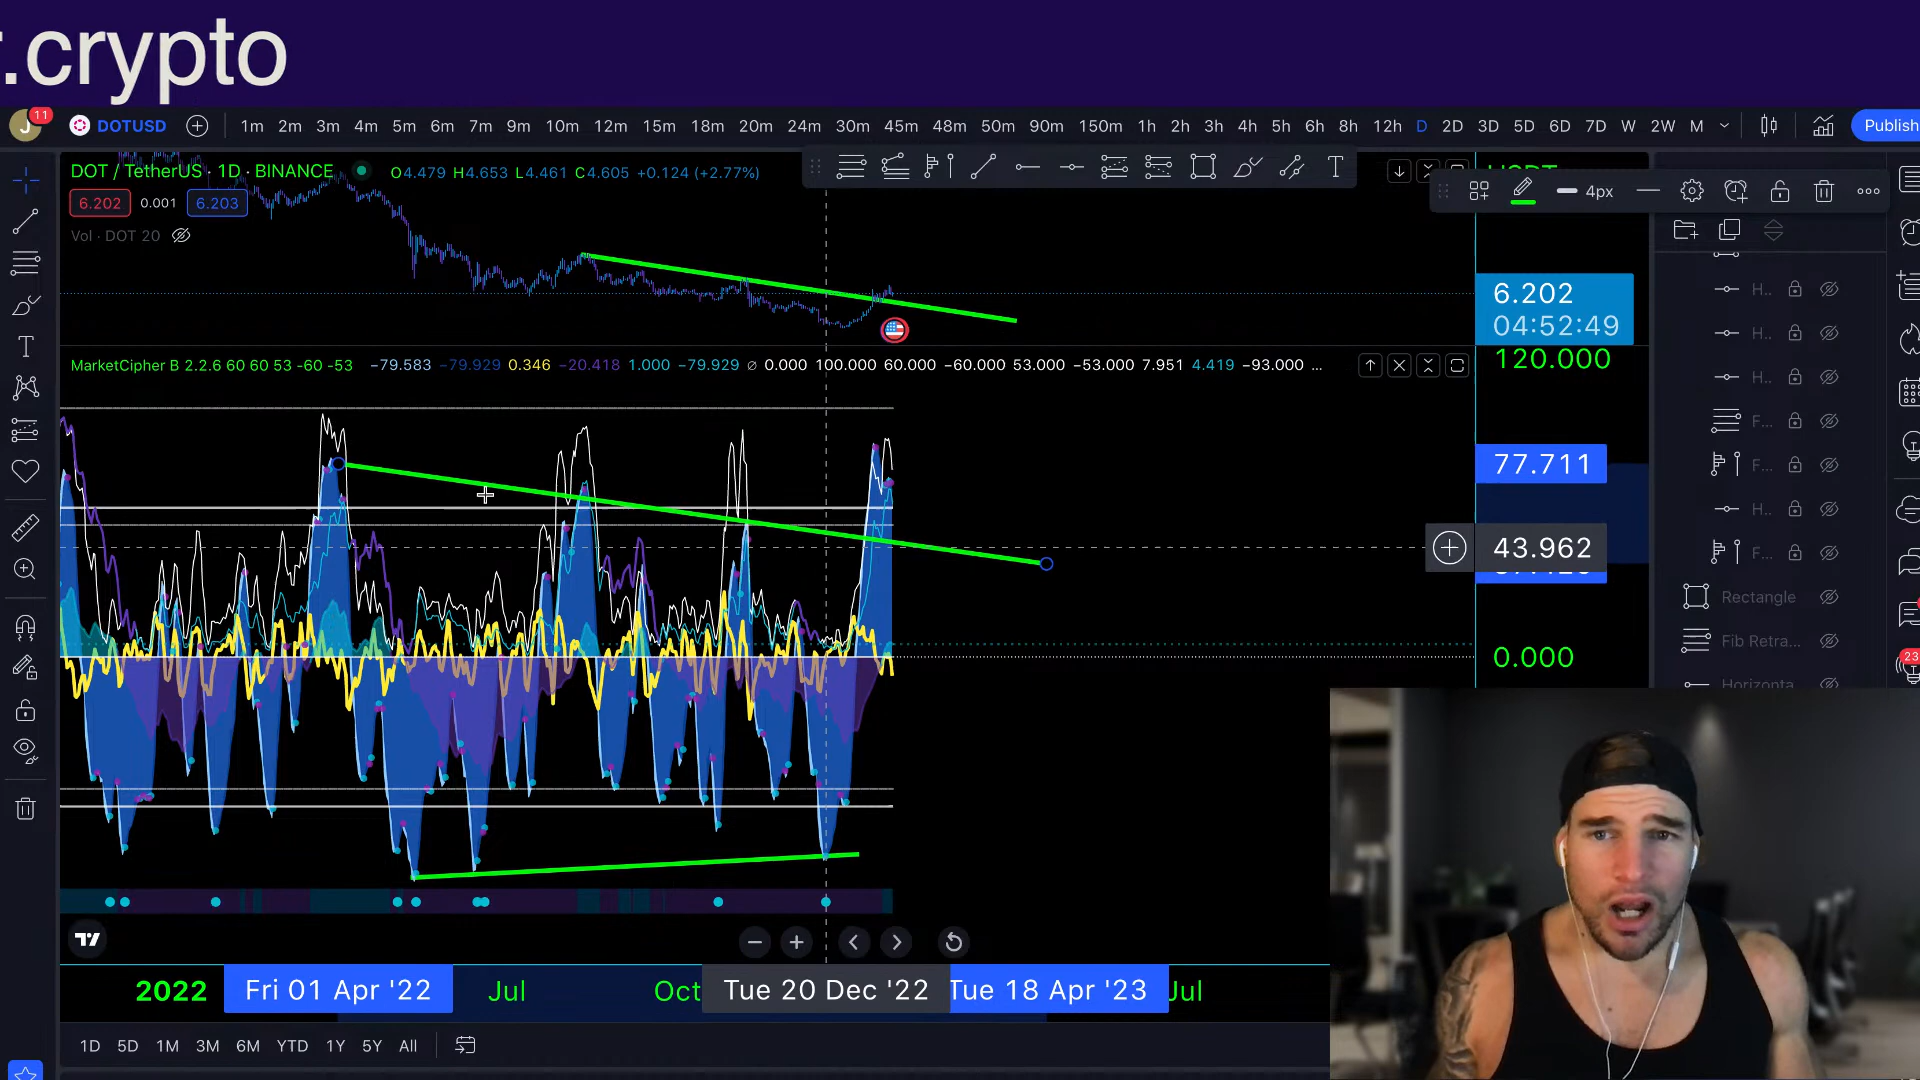 r.crypto
J 11 DOTUSD 1m 2m 3m 4m 5m 6m 7m 9m 10m 12m 15m 18m 20m 24m 30m 45m 48m 50m 90m 150m 1h 2h 3h 4h 5h 6h 8h 12h D 2D 3D 5D 6D 7D W 2W M Publish
DOT / TetherUS · 1D · BINANCE O4.479 H4.653 L4.461 C4.605 +0.124 (+2.77%)
4px
6.202 0.001 6.203
Vol · DOT 20
6.202
04:52:49
H..
H..
H..
F...
F...
H..
F...
Rectangle
Fib Retra...
MarketCipher B 2.2.6 60 60 53 -60 -53 −79.583 −79.929 0.346 −20.418 1.000 −79.929 ∅ 0.000 100.000 60.000 −60.000 53.000 −53.000 7.951 4.419 −93.000 ...
120.000
77.711
43.962
0.000
23
2022 Fri 01 Apr '22 Jul Oct Tue 20 Dec '22 Tue 18 Apr '23 Jul
1D 5D 1M 3M 6M YTD 1Y 5Y All